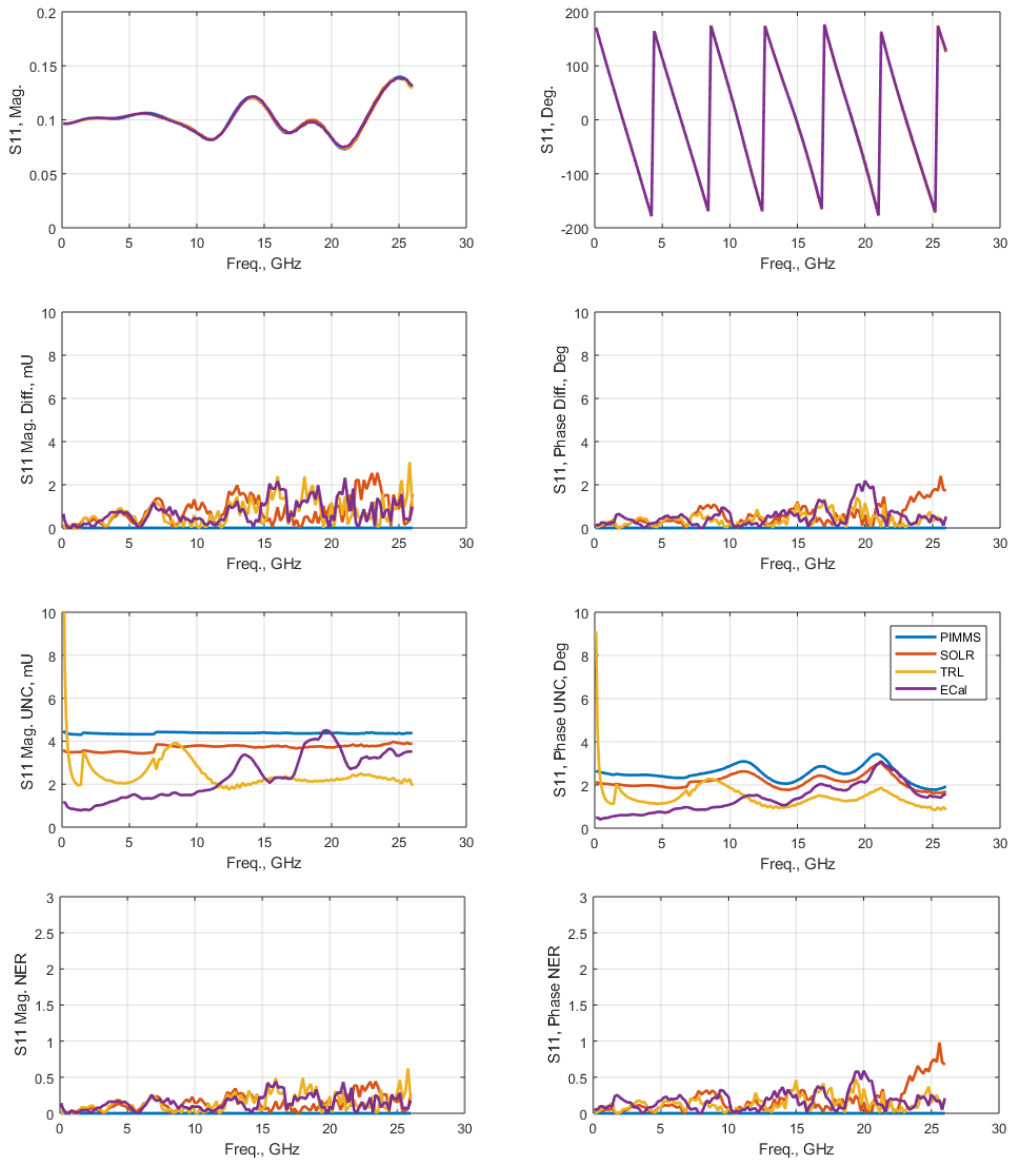 0.2
0.15
0.1
0.05
0
S11, Mag.
0 5 10 15 20 25 30
Freq., GHz
200
100
0
-100
-200
S11, Deg.
0 5 10 15 20 25 30
Freq., GHz
10
8
6
4
2
0
S11 Mag. Diff., mU
0 5 10 15 20 25 30
Freq., GHz
10
8
6
4
2
0
S11, Phase Diff., Deg
0 5 10 15 20 25 30
Freq., GHz
10
8
6
4
2
0
S11 Mag. UNC, mU
0 5 10 15 20 25 30
Freq., GHz
10
8
6
4
2
0
S11, Phase UNC, Deg
PIMMS
SOLR
TRL
ECal
0 5 10 15 20 25 30
Freq., GHz
3
2.5
2
1.5
1
0.5
0
S11 Mag. NER
0 5 10 15 20 25 30
Freq., GHz
3
2.5
2
1.5
1
0.5
0
S11, Phase NER
0 5 10 15 20 25 30
Freq., GHz